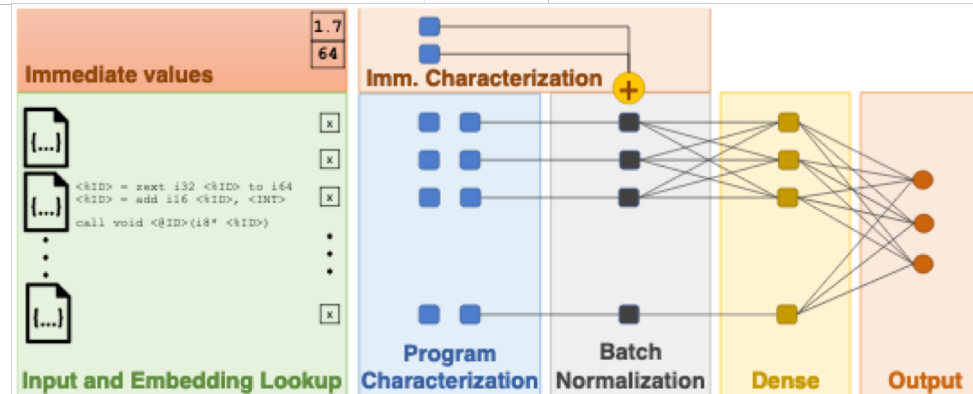 1.7
64
Immediate values
Imm. Characterization
+
{...}
x
x
{...}
<%ID> = zext i32 <%ID> to i64
<%ID> = add i16 <%ID>, <INT>
call void <@ID>(i8* <%ID>)
x
{...}
x
Program
Characterization
Batch
Normalization
Input and Embedding Lookup
Dense
Output